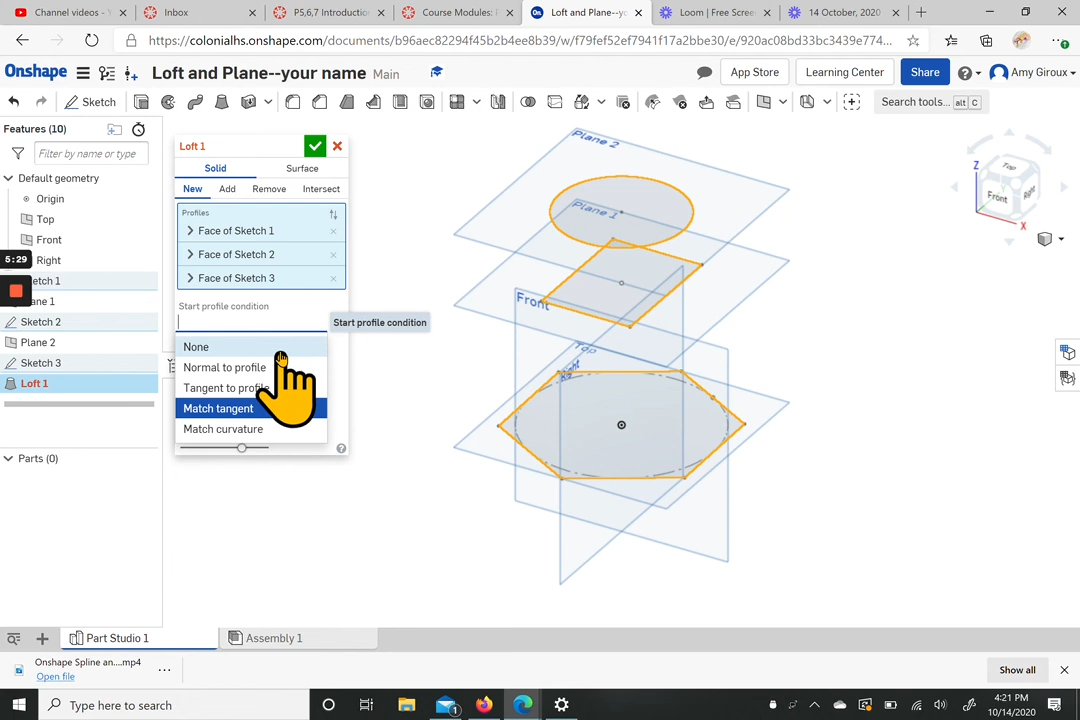 Channel videos - Y
Inbox
P5,6,7 Introduction
Course Modules: P
Loft and Plane--yo
Loom | Free Scree
14 October, 2020
https://colonialhs.onshape.com/documents/b96aec82294f45b2b4ee8b39/w/f79fef52ef7941f17a2bbe30/e/920ac08bd33bc3439e774...
Onshape
Loft and Plane--your name Main
App Store
Learning Center
Share
Amy Giroux
Sketch
Search tools... alt C
Features (10)
Filter by name or type
Default geometry
Origin
Top
Front
Right
5:29
etch 1
ane 1
Sketch 2
Plane 2
Sketch 3
Loft 1
Parts (0)
Loft 1
Solid
Surface
New
Add
Remove
Intersect
Profiles
Face of Sketch 1
Face of Sketch 2
Face of Sketch 3
Start profile condition
Start profile condition
None
Normal to profile
Tangent to profile
Match tangent
Match curvature
Plane 2
Plane 1
Front
Top
Right
Z
Top
Front
Right
X
Part Studio 1
Assembly 1
Onshape Spline an....mp4
Open file
Show all
Type here to search
1
4:21 PM
10/14/2020